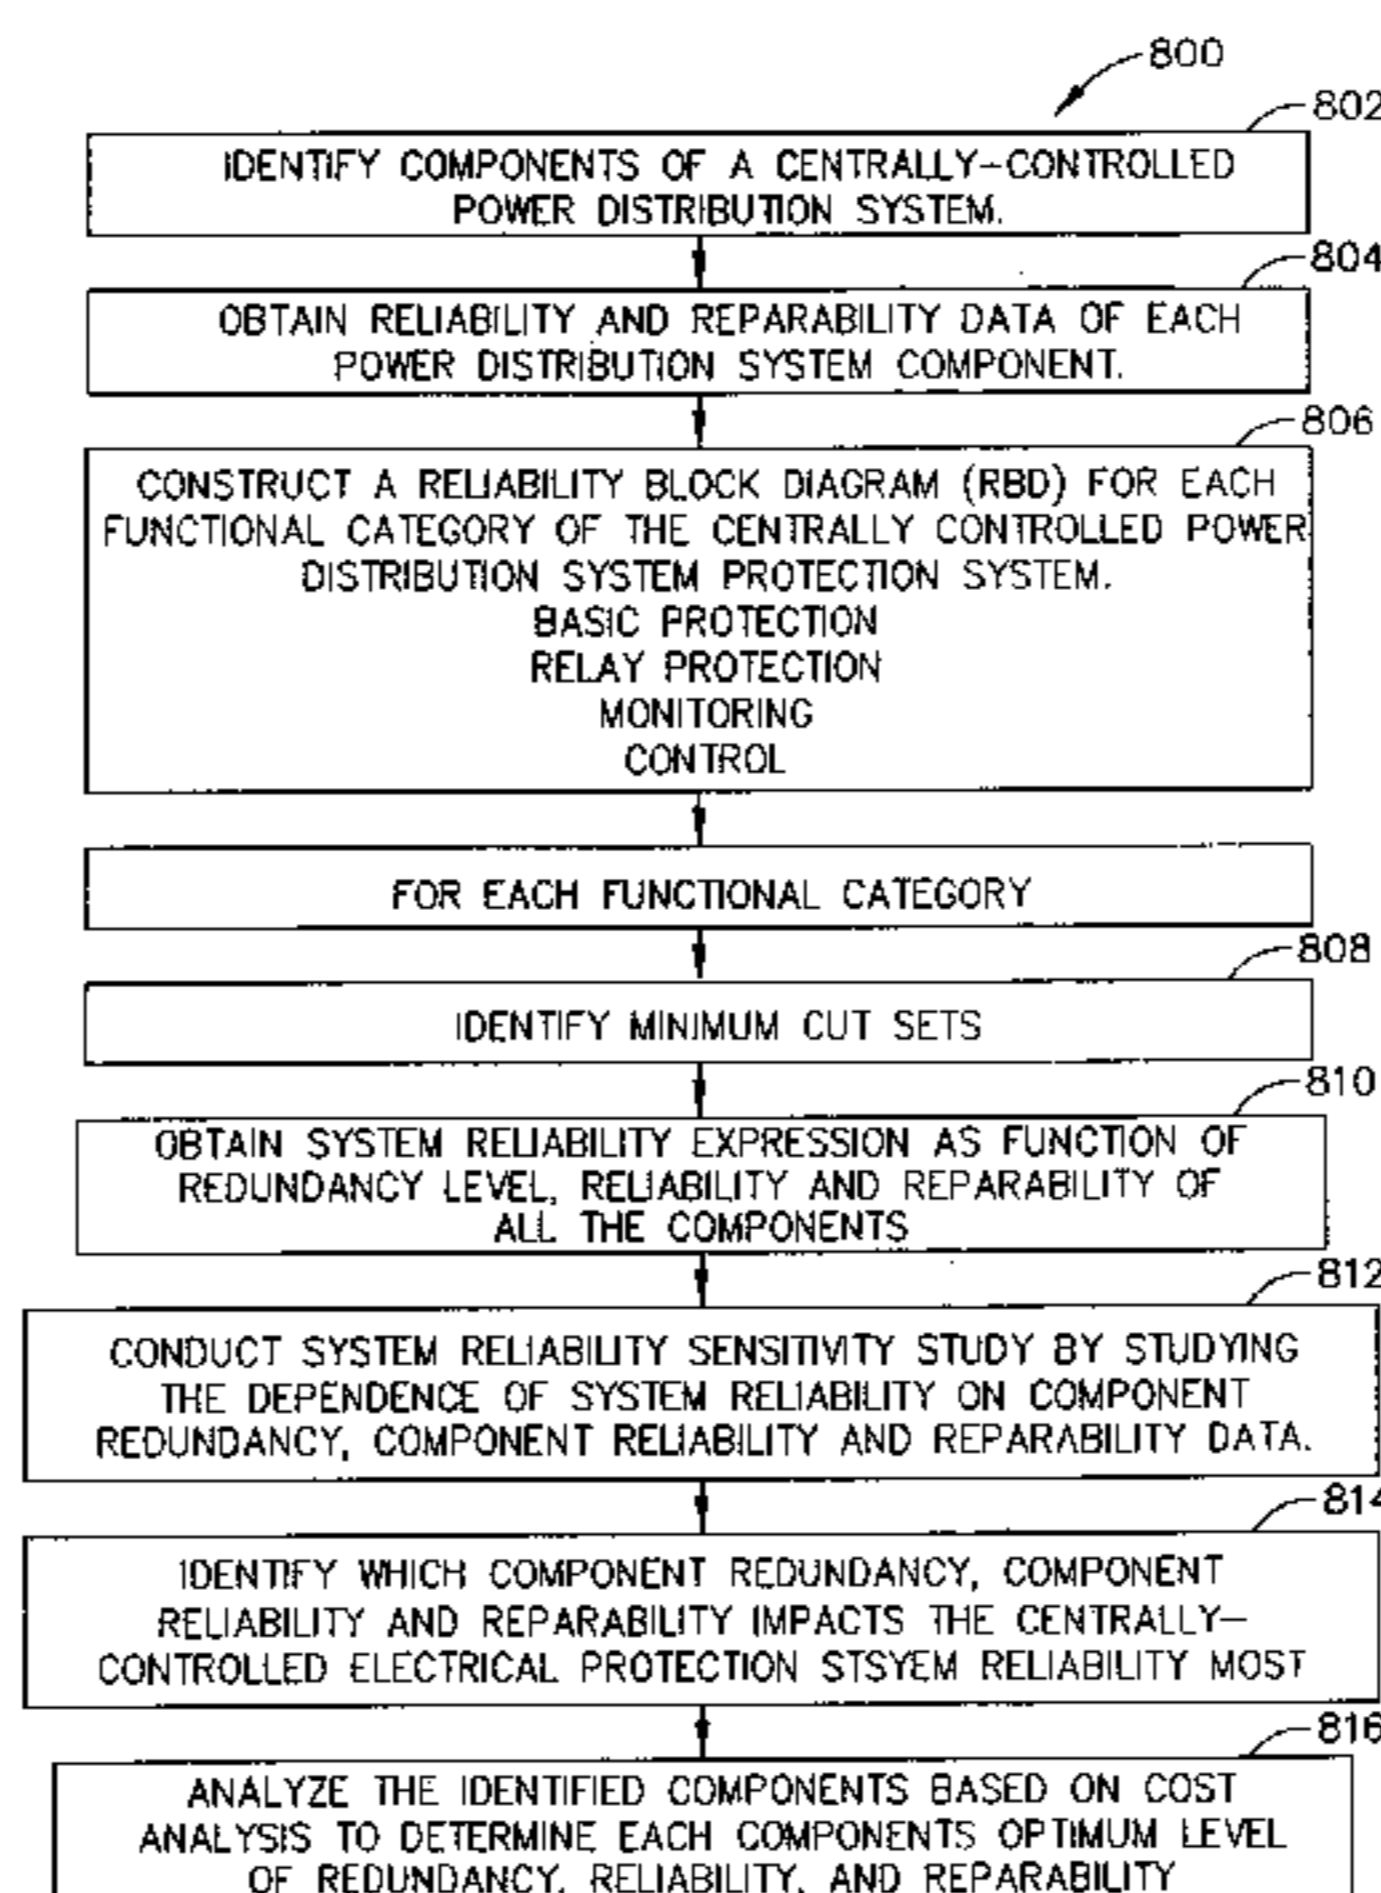 800
802
IDENTIFY COMPONENTS OF A CENTRALLY-CONTROLLED
POWER DISTRIBUTION SYSTEM.
804
OBTAIN RELIABILITY AND REPARABILITY DATA OF EACH
POWER DISTRIBUTION SYSTEM COMPONENT.
806
CONSTRUCT A RELIABILITY BLOCK DIAGRAM (RBD) FOR EACH
FUNCTIONAL CATEGORY OF THE CENTRALLY CONTROLLED POWER
DISTRIBUTION SYSTEM PROTECTION SYSTEM.
BASIC PROTECTION
RELAY PROTECTION
MONITORING
CONTROL
FOR EACH FUNCTIONAL CATEGORY
808
IDENTIFY MINIMUM CUT SETS
810
OBTAIN SYSTEM RELIABILITY EXPRESSION AS FUNCTION OF
REDUNDANCY LEVEL, RELIABILITY AND REPARABILITY OF
ALL THE COMPONENTS
812
CONDUCT SYSTEM RELIABILITY SENSITIVITY STUDY BY STUDYING
THE DEPENDENCE OF SYSTEM RELIABILITY ON COMPONENT
REDUNDANCY, COMPONENT RELIABILITY AND REPARABILITY DATA.
814
IDENTIFY WHICH COMPONENT REDUNDANCY, COMPONENT
RELIABILITY AND REPARABILITY IMPACTS THE CENTRALLY-
CONTROLLED ELECTRICAL PROTECTION STSYEM RELIABILITY MOST
816
ANALYZE THE IDENTIFIED COMPONENTS BASED ON COST
ANALYSIS TO DETERMINE EACH COMPONENTS OPTIMUM LEVEL
OF REDUNDANCY, RELIABILITY, AND REPARABILITY